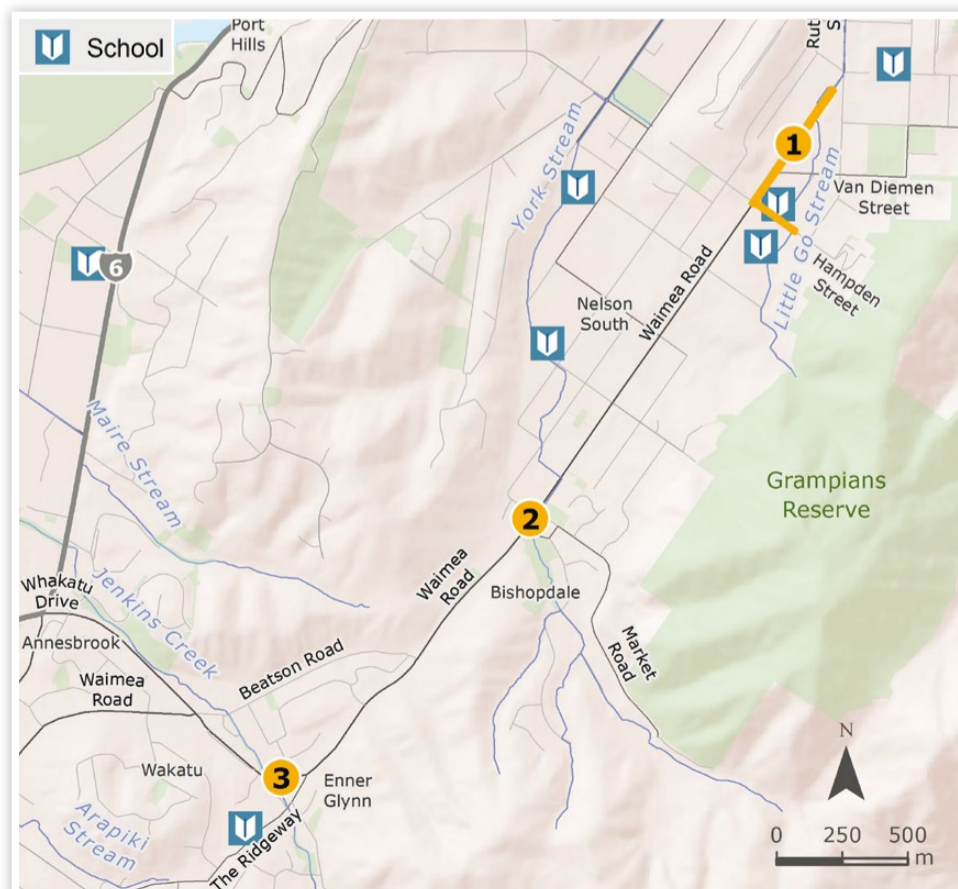 School
Port
Hills
Rut
S
1
York Stream
Van Diemen
Street
Little Go Stream
6
Hampden
Street
Nelson
South
Waimea Road
Maire Stream
Grampians
Reserve
2
Waimea
Road
Jenkins Creek
Whakatu
Drive
Bishopdale
Annesbrook
Market
Road
Beatson Road
Waimea
Road
N
Wakatu
3
Enner
Glynn
Arapiki
Stream
The Ridgeway
0 250 500
m